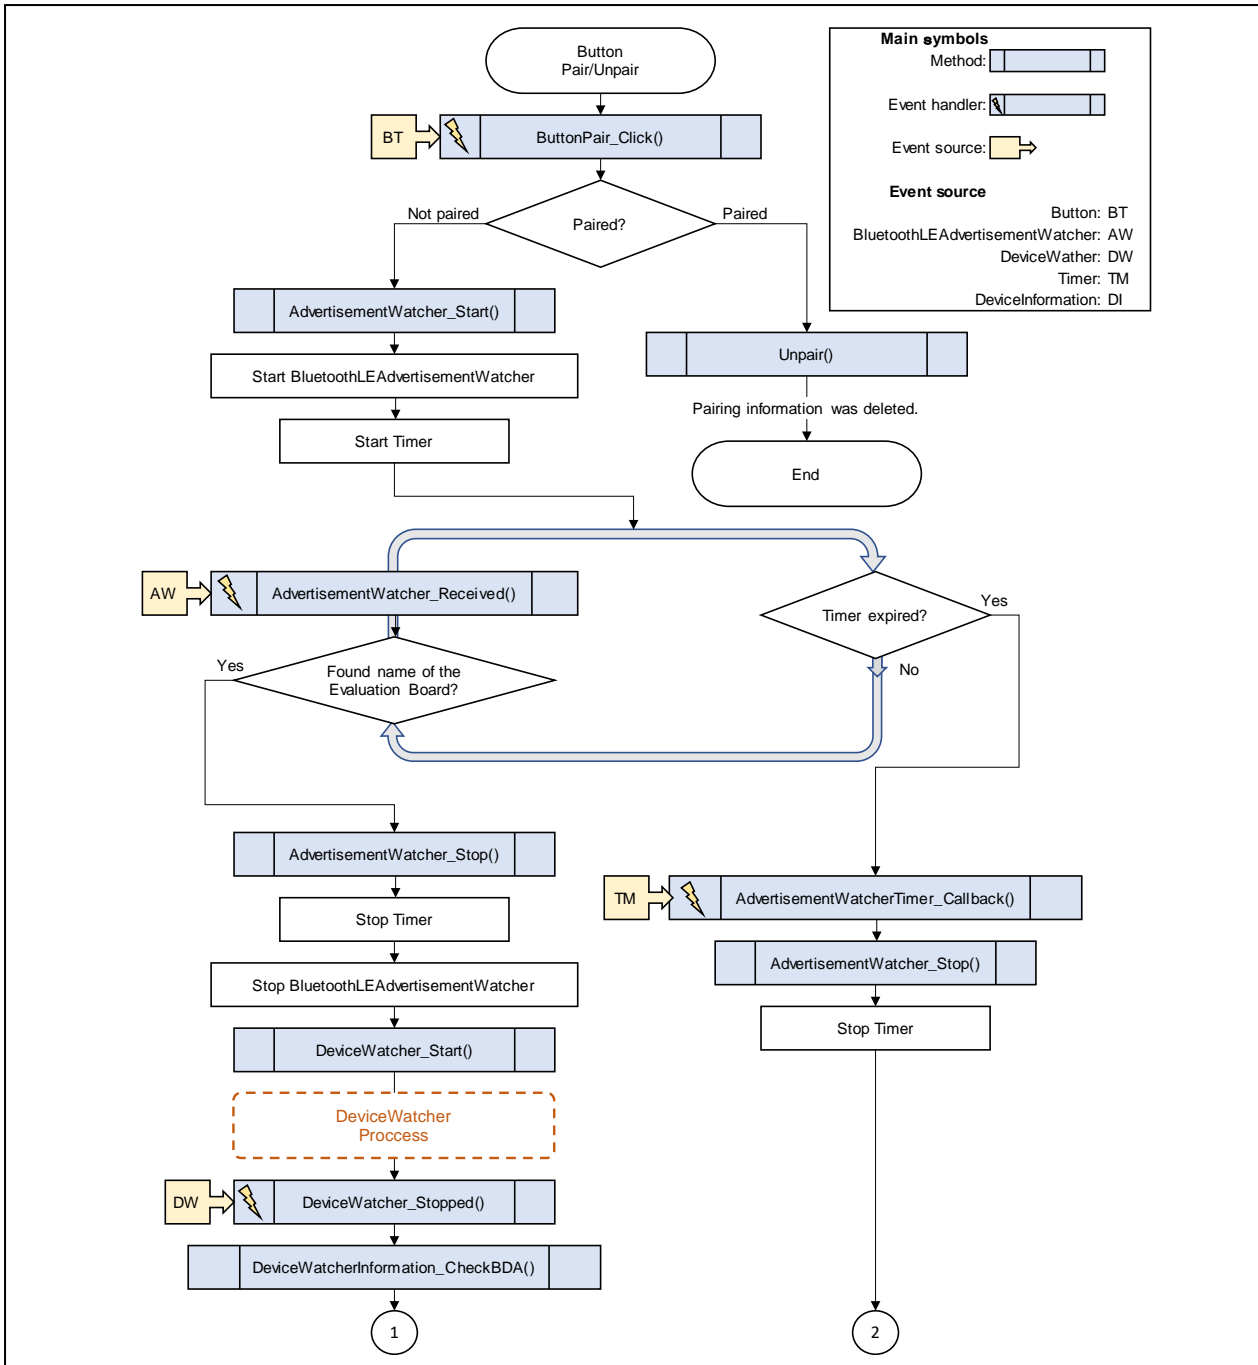 Button
Pair/Unpair
Main symbols
Method:
Event handler:
Event source:
Event source
Button: BT
BluetoothLEAdvertisementWatcher: AW
DeviceWather: DW
Timer: TM
DeviceInformation: DI
BT
ButtonPair_Click()
Not paired
Paired?
Paired
AdvertisementWatcher_Start()
Start BluetoothLEAdvertisementWatcher
Start Timer
Unpair()
Pairing information was deleted.
End
AW
AdvertisementWatcher_Received()
Timer expired?
Yes
No
Yes
Found name of the
Evaluation Board?
AdvertisementWatcher_Stop()
Stop Timer
Stop BluetoothLEAdvertisementWatcher
DeviceWatcher_Start()
DeviceWatcher
Proccess
DW
DeviceWatcher_Stopped()
DeviceWatcherInformation_CheckBDA()
1
TM
AdvertisementWatcherTimer_Callback()
AdvertisementWatcher_Stop()
Stop Timer
2